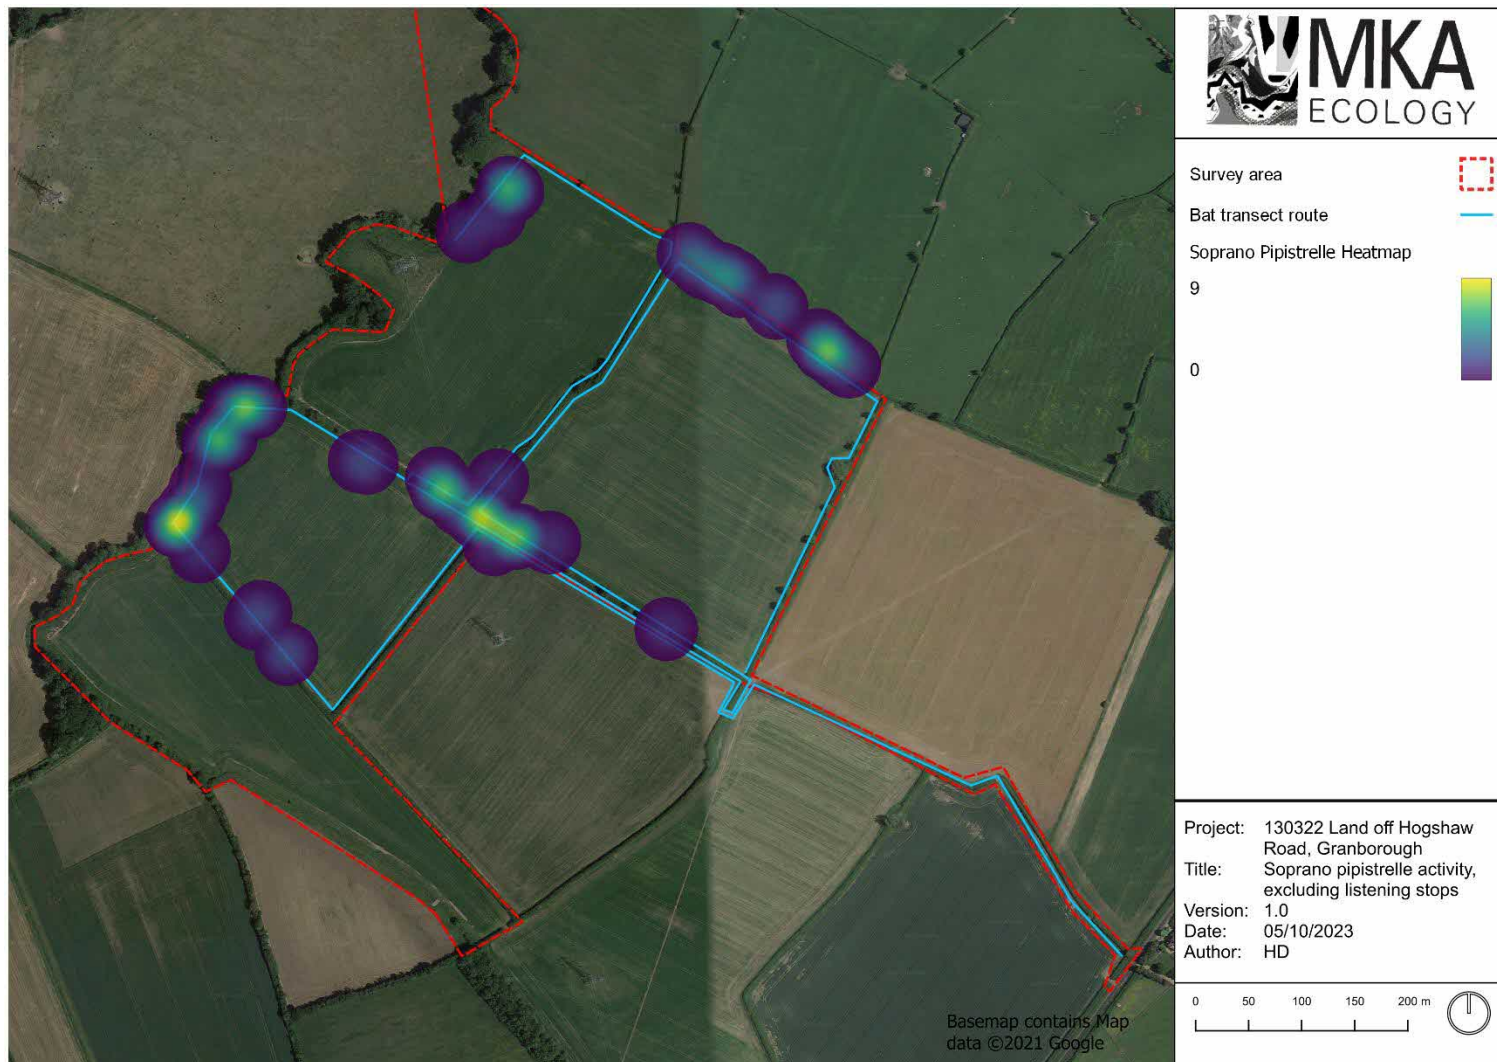 MKA
ECOLOGY
Survey area
Bat transect route
Soprano Pipistrelle Heatmap
9
0
Project: 130322 Land off Hogshaw
Road, Granborough
Title: Soprano pipistrelle activity,
excluding listening stops
Version: 1.0
Date: 05/10/2023
Author: HD
0 50 100 150 200 m
Basemap contains Map
data ©2021 Google